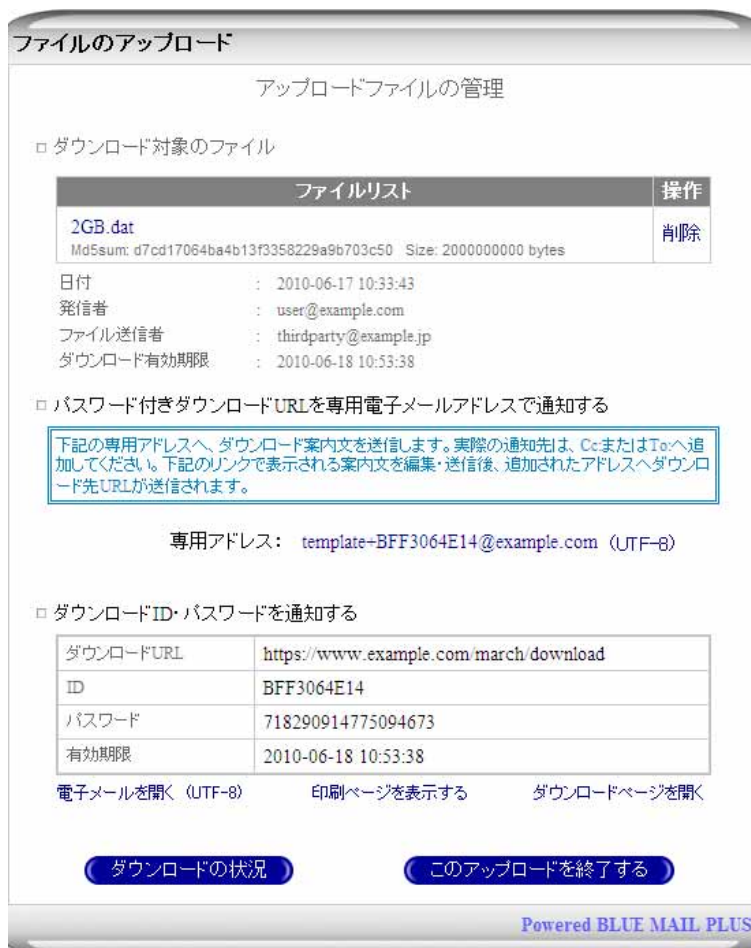 ファイルのアップロード
アップロードファイルの管理
ダウンロード対象のファイル
ファイルリスト 操作
2GB.dat 削除
Md5sum: d7cd17064ba4b13f3358229a9b703c50 Size: 2000000000 bytes
日付 : 2010-06-17 10:33:43
発信者 : user@example.com
ファイル送信者 : thirdparty@example.jp
ダウンロード有効期限 : 2010-06-18 10:53:38
パスワード付きダウンロードURLを専用電子メールアドレスで通知する
下記の専用アドレスへ、ダウンロード案内文を送信します。実際の通知先は、Cc:またはTo:へ追
加してください。下記のリンクで表示される案内文を編集・送信後、追加されたアドレスへダウンロ
ード先URLが送信されます。
専用アドレス: template+BFF3064E14@example.com (UTF-8)
ダウンロードID・パスワードを通知する
ダウンロードURL https://www.example.com/march/download
ID BFF3064E14
パスワード 718290914775094673
有効期限 2010-06-18 10:53:38
電子メールを開く (UTF-8) 印刷ページを表示する ダウンロードページを開く
ダウンロードの状況 このアップロードを終了する
Powered BLUE MAIL PLUS